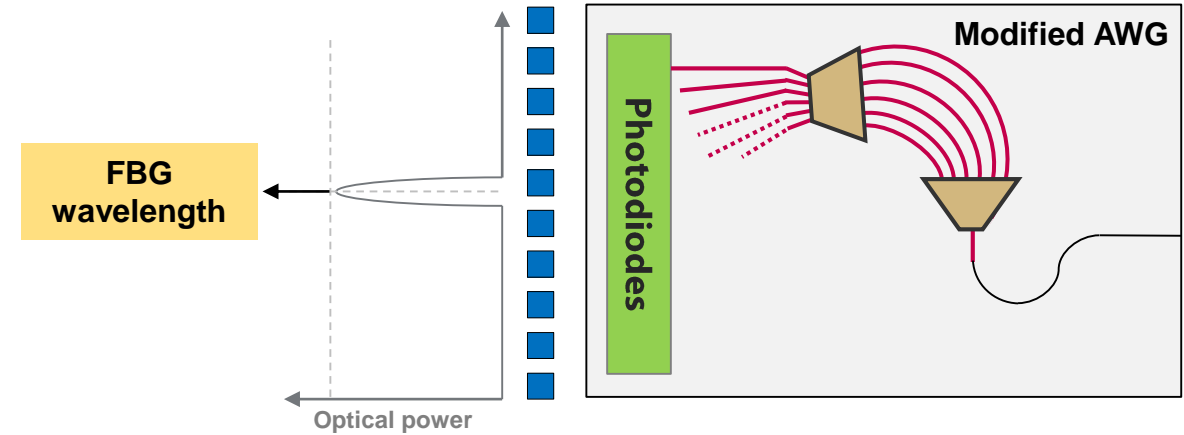 Modified AWG
Photodiodes
FBG
wavelength
Optical power